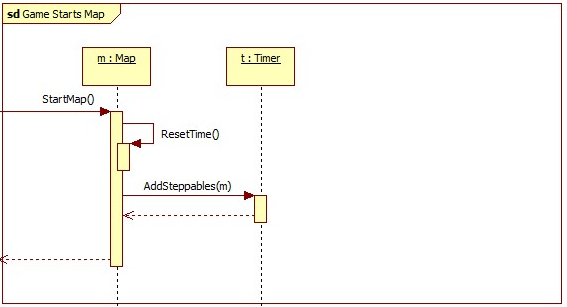 sd Game Starts Map
m : Map
t : Timer
StartMap()
ResetTime()
AddSteppables(m)